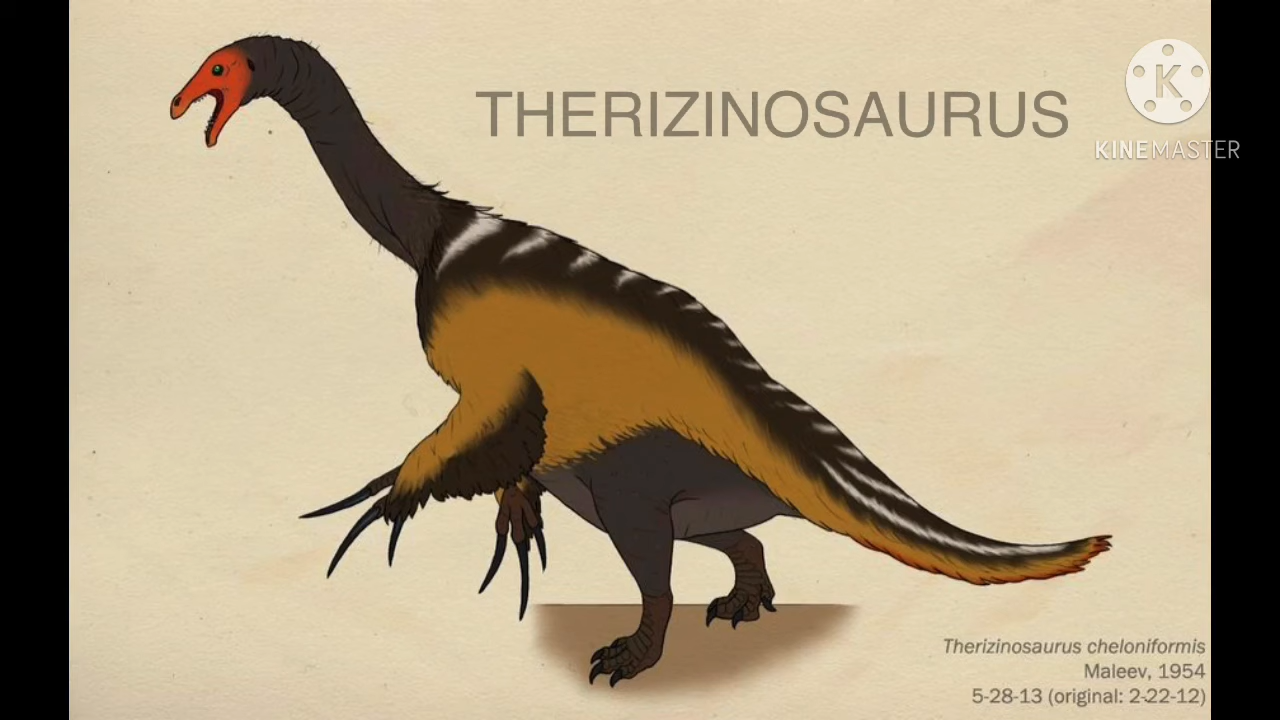 THERIZINOSAURUS
K
KINEMASTER
Therizinosaurus cheloniformis
Maleev, 1954
5-28-13 (original: 2-22-12)